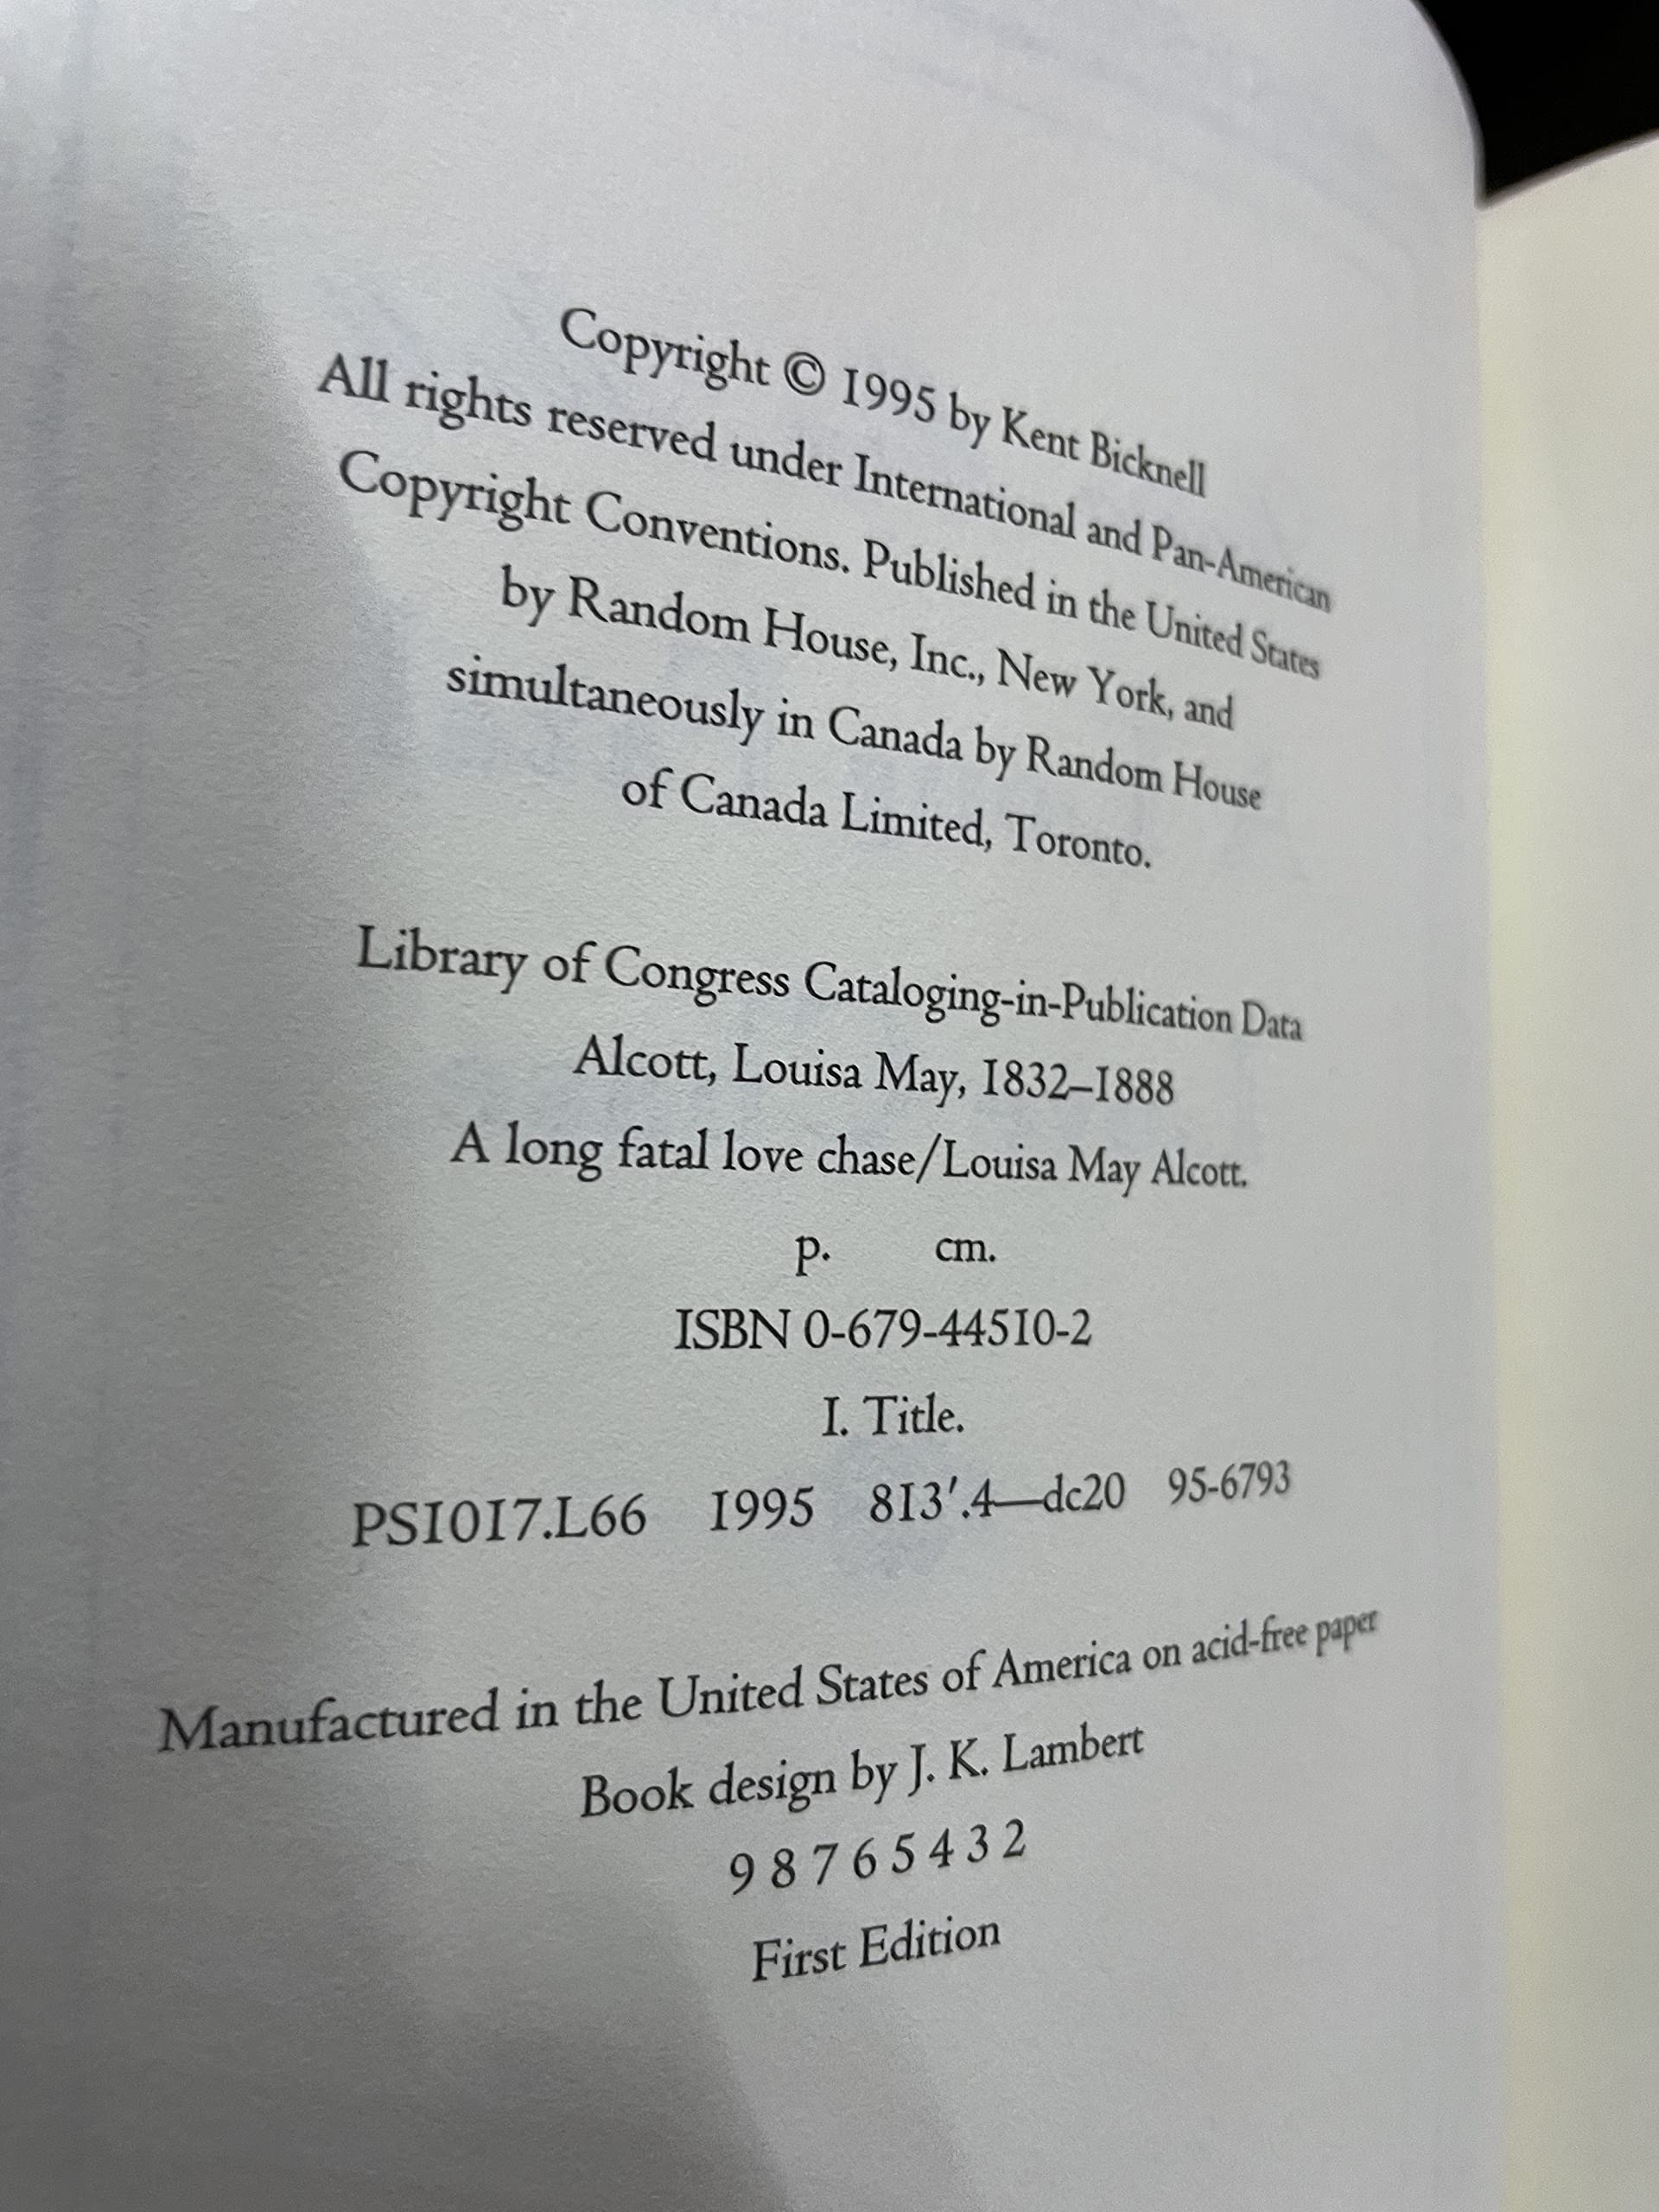 Copyright © 1995 by Kent Bicknell
All rights reserved under International and Pan-American
Copyright Conventions. Published in the United States
by Random House, Inc., New York, and
simultaneously in Canada by Random House
of Canada Limited, Toronto.
Library of Congress Cataloging-in-Publication Data
Alcott, Louisa May, 1832–1888
A long fatal love chase/Louisa May Alcott.
p. cm.
ISBN 0-679-44510-2
I. Title.
PS1017.L66 1995 813′.4—dc20 95-6793
Manufactured in the United States of America on acid-free paper
Book design by J. K. Lambert
9 8 7 6 5 4 3 2
First Edition